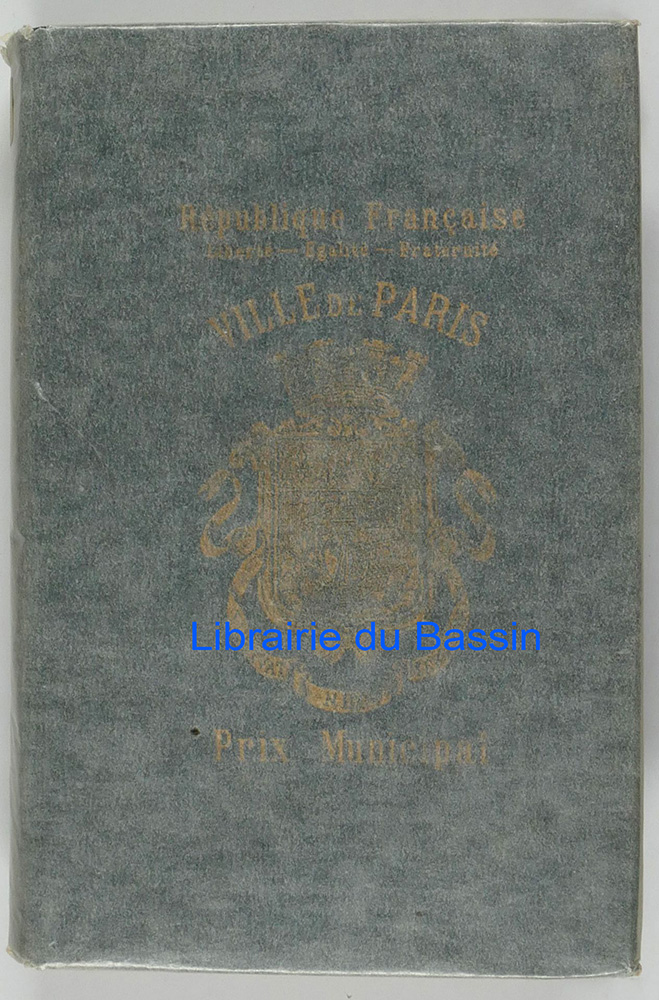 République Française
Liberté — Égalité — Fraternité
VILLE DE PARIS
Librairie du Bassin
Prix Municipal